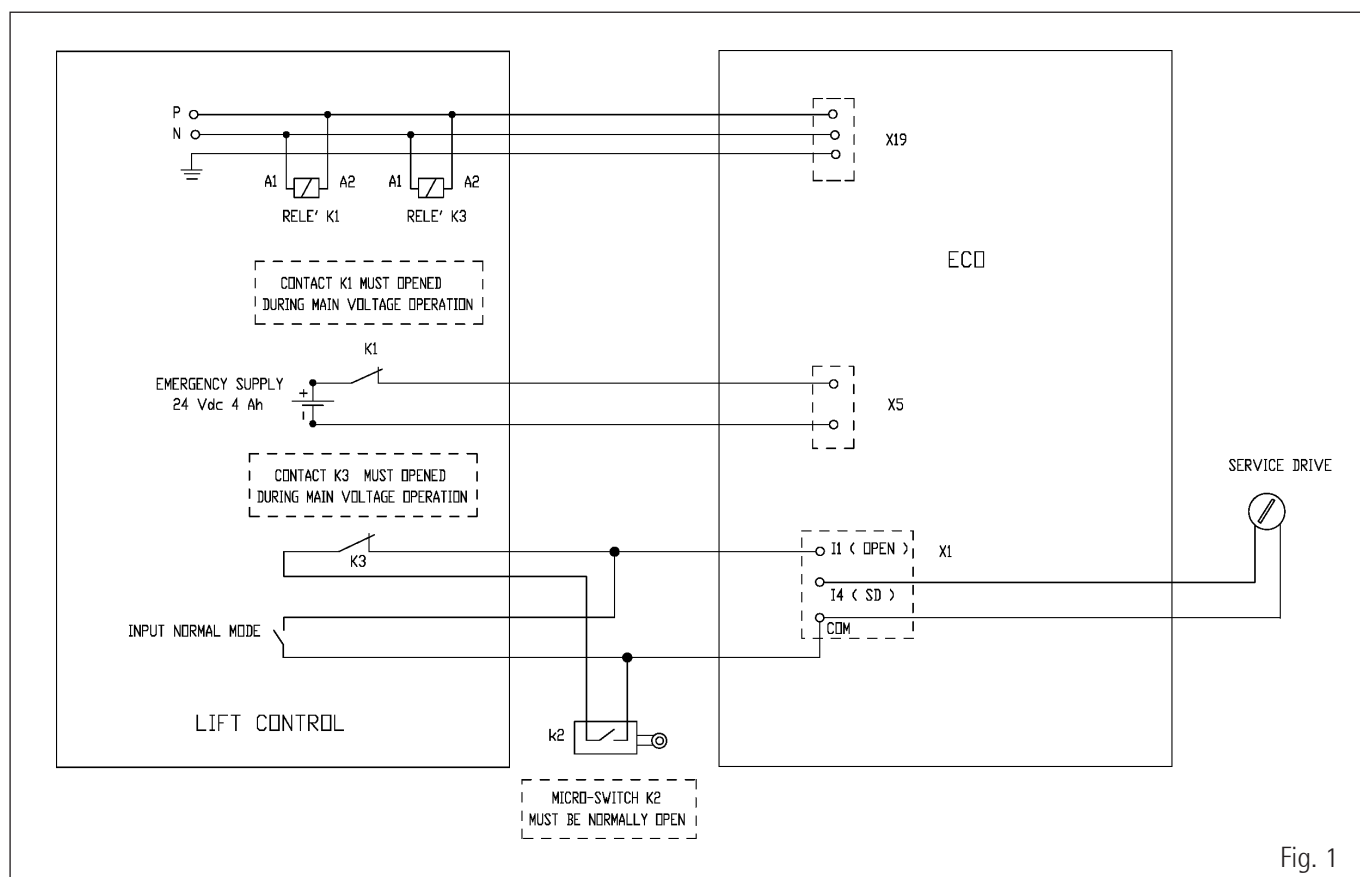 P
N
X19
A1
A2
A1
A2
RELE' K1
RELE' K3
ECO
CONTACT K1 MUST OPENED
DURING MAIN VOLTAGE OPERATION
K1
EMERGENCY SUPPLY
24 Vdc 4 Ah
+
-
X5
CONTACT K3 MUST OPENED
DURING MAIN VOLTAGE OPERATION
SERVICE DRIVE
I1 ( OPEN )
X1
K3
I4 ( SD )
INPUT NORMAL MODE
COM
LIFT CONTROL
k2
MICRO-SWITCH K2
MUST BE NORMALLY OPEN
Fig. 1